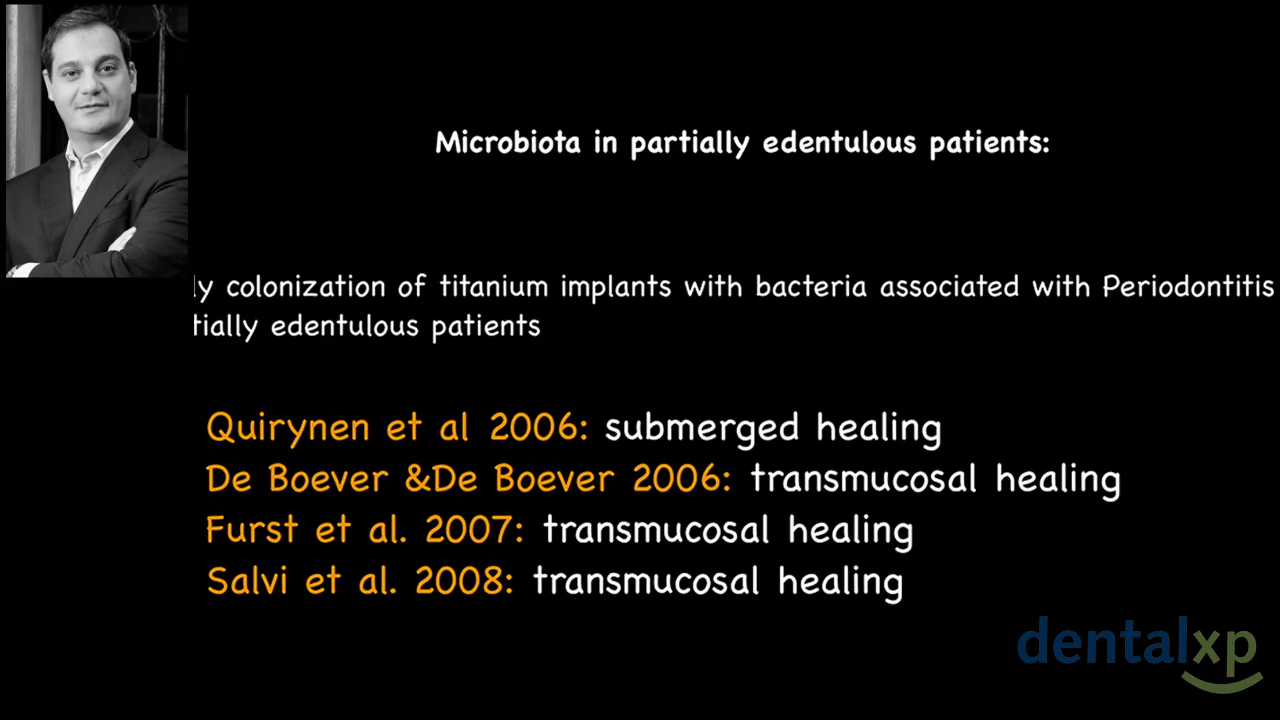 Microbiota in partially edentulous patients:
colonization of titanium implants with bacteria associated with Periodontitis
edentulous patients
Quirynen et al 2006: submerged healing
De Boever &De Boever 2006: transmucosal healing
Furst et al. 2007: transmucosal healing
Salvi et al. 2008: transmucosal healing
dentalxp